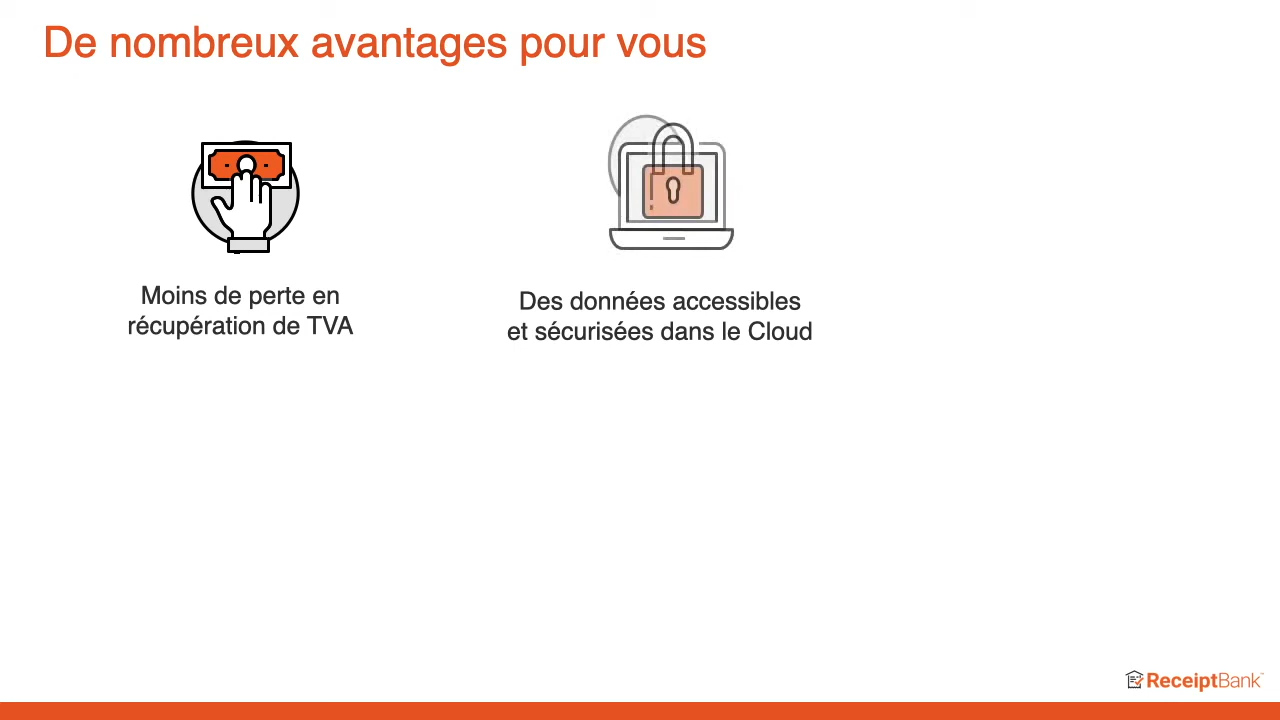 De nombreux avantages pour vous
Moins de perte en
récupération de TVA
Des données accessibles
et sécurisées dans le Cloud
ReceiptBank